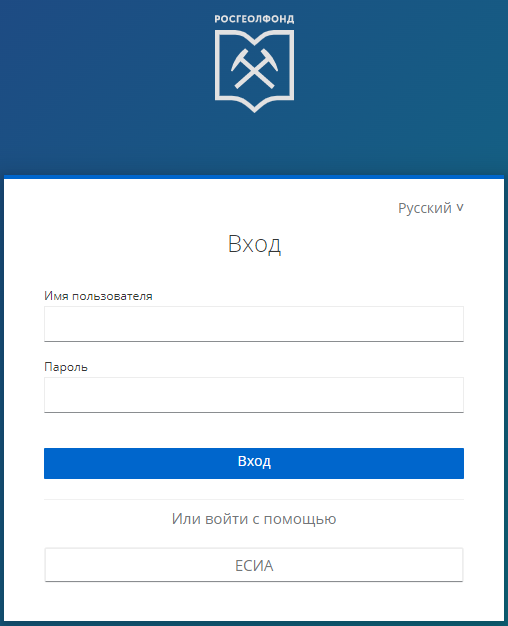 РОСГЕОЛФОНД
Русский
Вход
Имя пользователя
Пароль
Вход
Или войти с помощью
ЕСИА